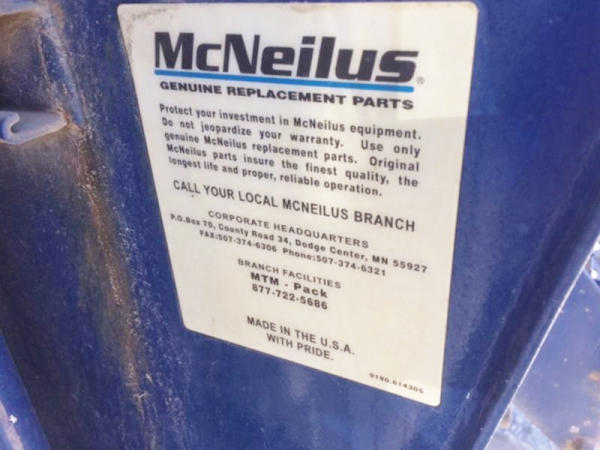 McNeilus®
GENUINE REPLACEMENT PARTS
Protect your investment in McNeilus equipment.
Do not jeopardize your warranty. Use only
genuine McNeilus replacement parts. Original
McNeilus parts insure the finest quality, the
longest life and proper, reliable operation.
CALL YOUR LOCAL MCNEILUS BRANCH
CORPORATE HEADQUARTERS
P.O.Box 70, County Road 34, Dodge Center, MN 55927
FAX:507-374-6306 Phone:507-374-6321
BRANCH FACILITIES
MTM - Pack
877-722-5686
MADE IN THE U.S.A.
WITH PRIDE.
9190.614305